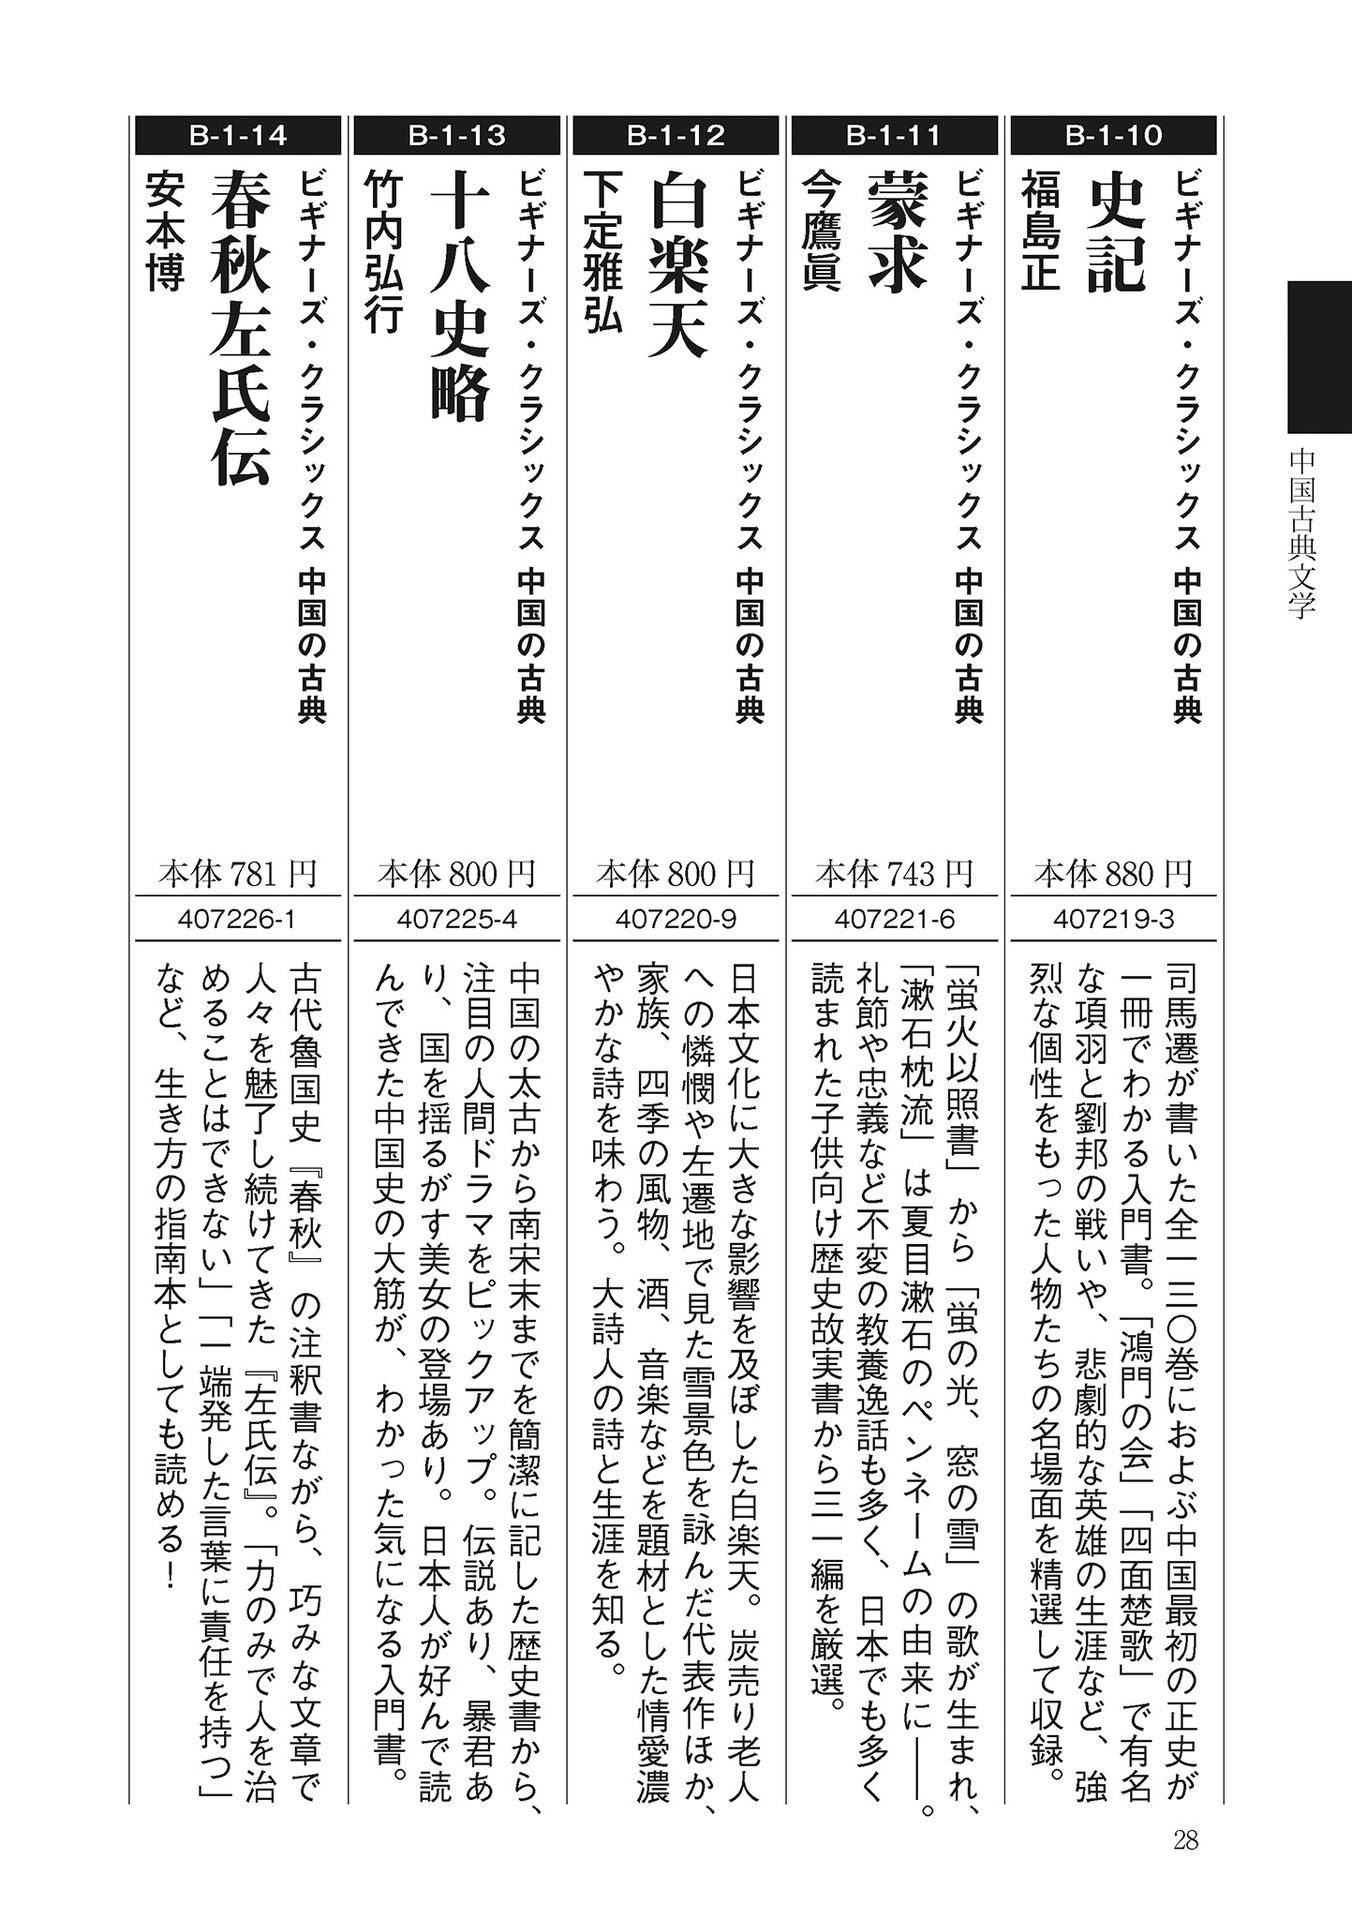 中国古典文学
B-1-10
ビギナーズ・クラシックス 中国の古典
史記
福島正
本体 880 円
407219-3
司馬遷が書いた全一三〇巻におよぶ中国最初の正史が
一冊でわかる入門書。「鴻門の会」「四面楚歌」で有名
な項羽と劉邦の戦いや、悲劇的な英雄の生涯など、強
烈な個性をもった人物たちの名場面を精選して収録。
B-1-11
ビギナーズ・クラシックス 中国の古典
蒙求
今鷹眞
本体 743 円
407221-6
「蛍火以照書」から「蛍の光、窓の雪」の歌が生まれ、
「漱石枕流」は夏目漱石のペンネームの由来に――。
礼節や忠義など不変の教養逸話も多く、日本でも多く
読まれた子供向け歴史故実書から三一編を厳選。
B-1-12
ビギナーズ・クラシックス 中国の古典
白楽天
下定雅弘
本体 800 円
407220-9
日本文化に大きな影響を及ぼした白楽天。炭売り老人
への憐憫や左遷地で見た雪景色を詠んだ代表作ほか、
家族、四季の風物、酒、音楽などを題材とした情愛濃
やかな詩を味わう。大詩人の詩と生涯を知る。
B-1-13
ビギナーズ・クラシックス 中国の古典
十八史略
竹内弘行
本体 800 円
407225-4
中国の太古から南宋末までを簡潔に記した歴史書から、
注目の人間ドラマをピックアップ。伝説あり、暴君あ
り、国を揺るがす美女の登場あり。日本人が好んで読
んできた中国史の大筋が、わかった気になる入門書。
B-1-14
ビギナーズ・クラシックス 中国の古典
春秋左氏伝
安本博
本体 781 円
407226-1
古代魯国史『春秋』の注釈書ながら、巧みな文章で
人々を魅了し続けてきた『左氏伝』。「力のみで人を治
めることはできない」「一端発した言葉に責任を持つ」
など、生き方の指南本としても読める！
28